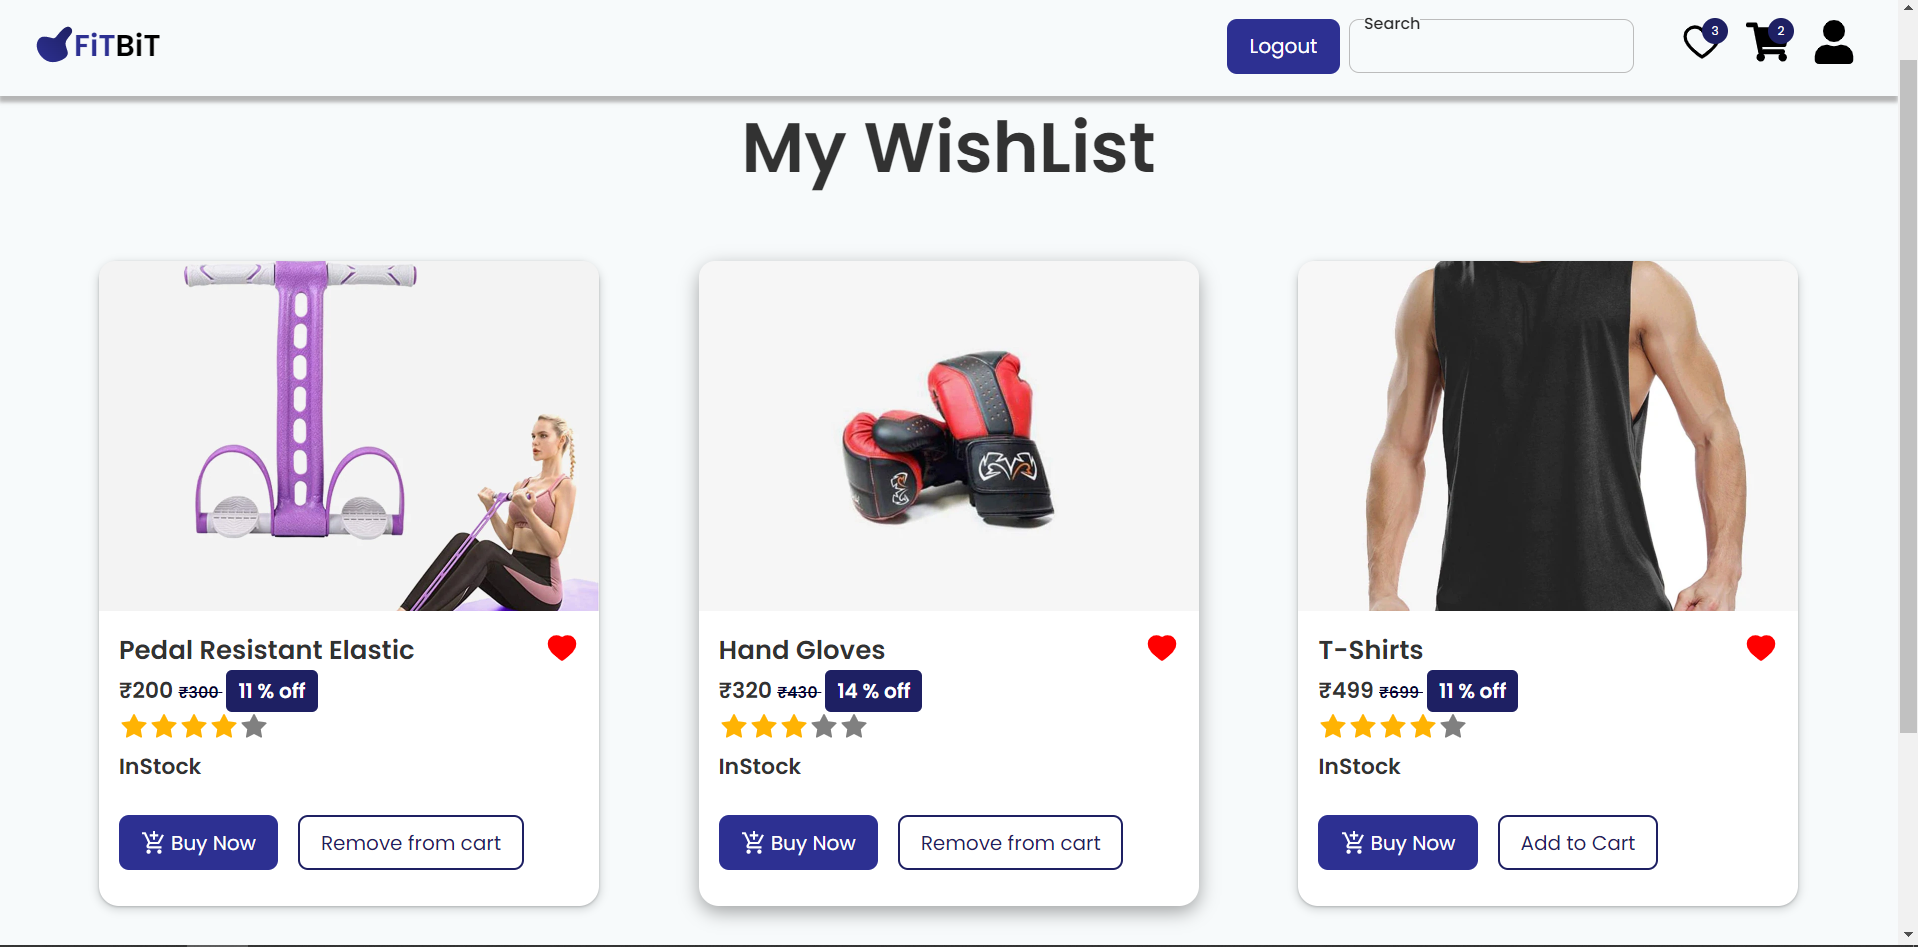 FiTBiT
Logout
Search
3
2
My WishList
Pedal Resistant Elastic
₹200 ₹300 11 % off
InStock
Buy Now
Remove from cart
Hand Gloves
₹320 ₹430 14 % off
InStock
Buy Now
Remove from cart
T-Shirts
₹499 ₹699 11 % off
InStock
Buy Now
Add to Cart